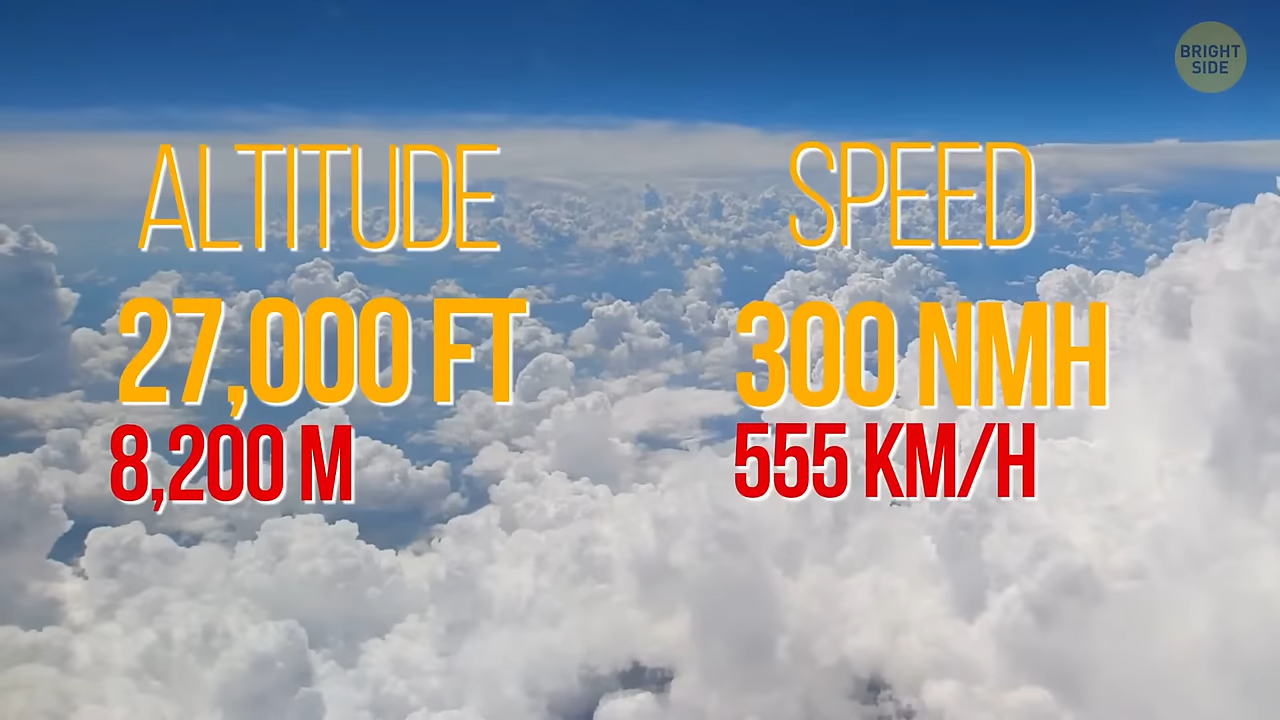 BRIGHT
SIDE
ALTITUDE
SPEED
27,000 FT
300 NMH
8,200 M
555 KM/H